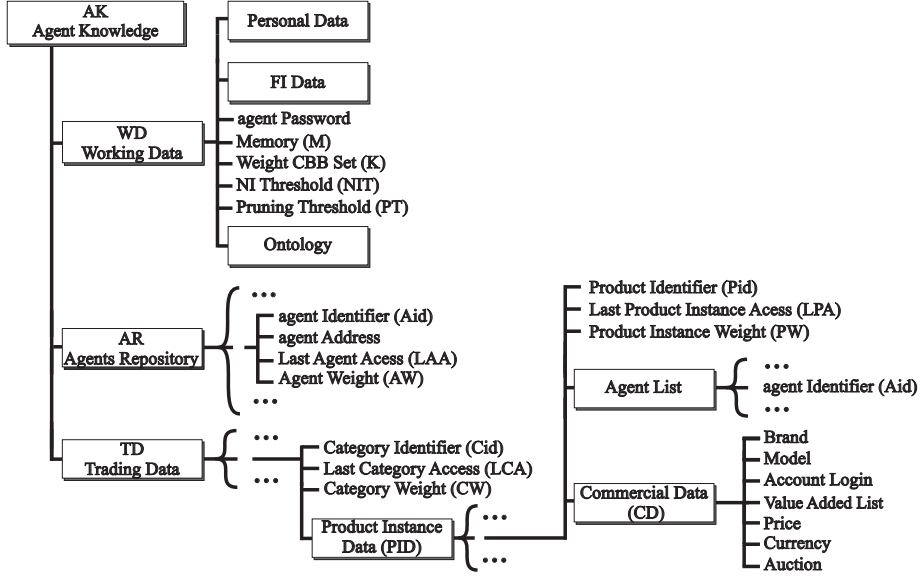 AK
Agent Knowledge
Personal Data
FI Data
WD
Working Data
agent Password
Memory (M)
Weight CBB Set (K)
NI Threshold (NIT)
Pruning Threshold (PT)
Ontology
AR
Agents Repository
...
agent Identifier (Aid)
agent Address
Last Agent Acess (LAA)
Agent Weight (AW)
...
TD
Trading Data
...
...
Category Identifier (Cid)
Last Category Access (LCA)
Category Weight (CW)
Product Instance
Data (PID)
...
...
Product Identifier (Pid)
Last Product Instance Acess (LPA)
Product Instance Weight (PW)
Agent List
...
agent Identifier (Aid)
...
Commercial Data
(CD)
Brand
Model
Account Login
Value Added List
Price
Currency
Auction